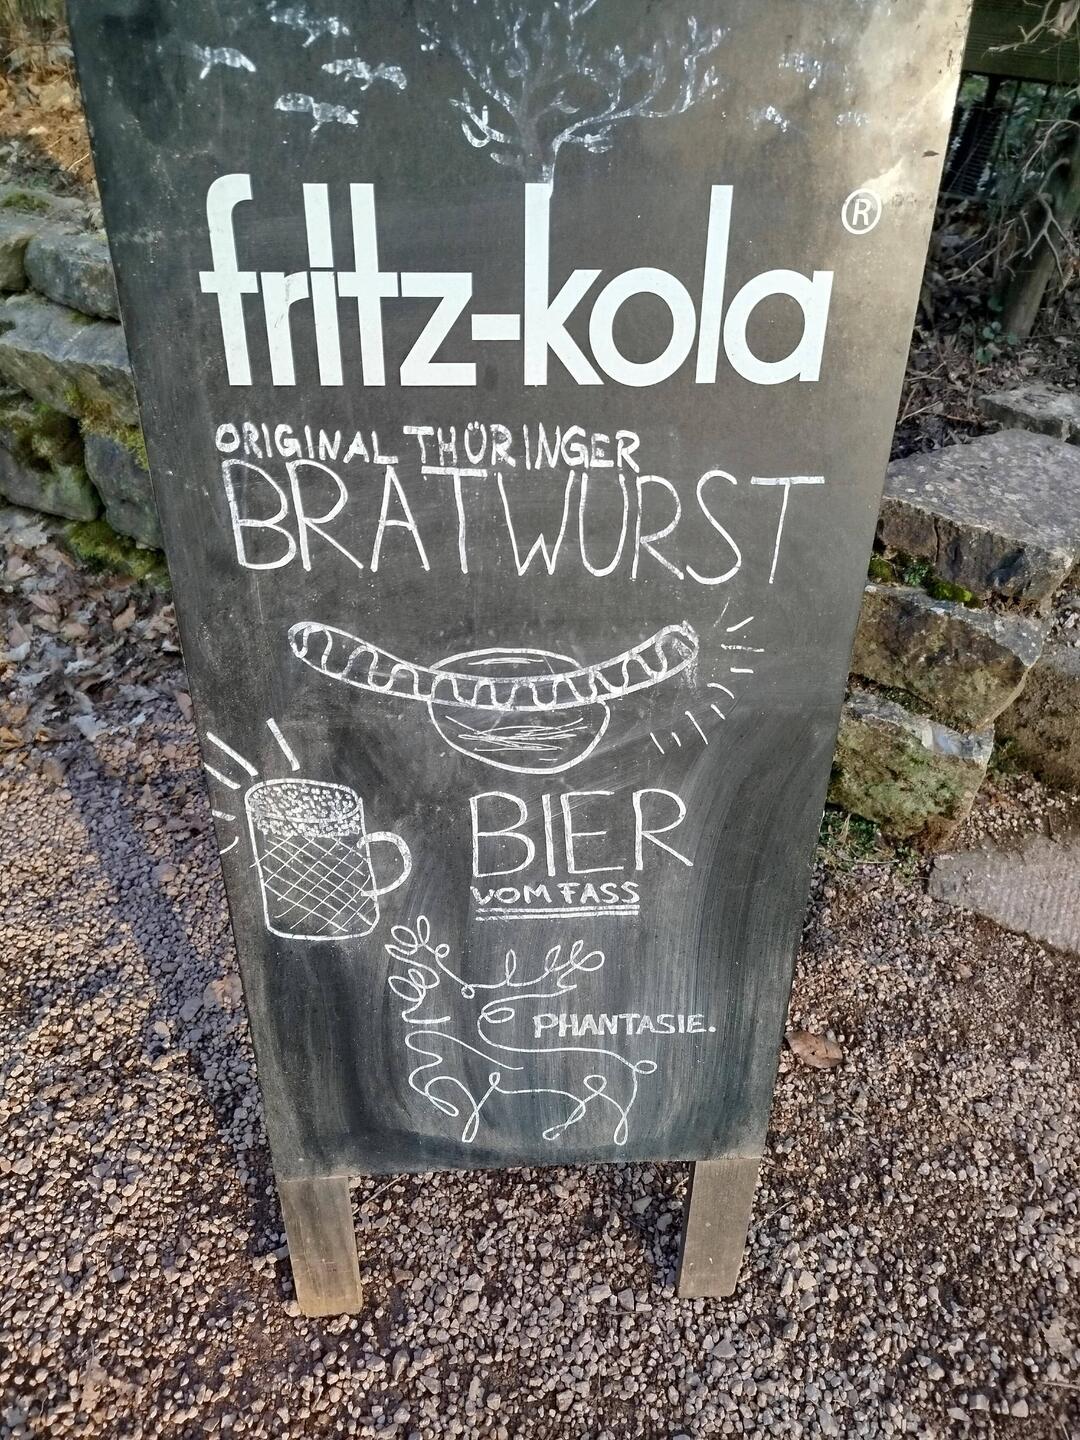 fritz-kola®
ORIGINAL THÜRINGER
BRATWURST
BIER
VOM FASS
PHANTASIE.